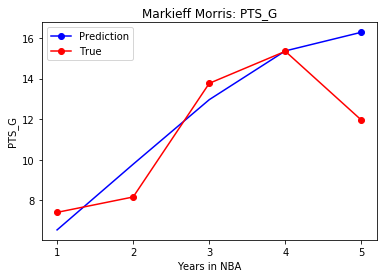 Markieff Morris: PTS_G
Prediction
True
16
14
12
10
8
PTS_G
1 2 3 4 5
Years in NBA